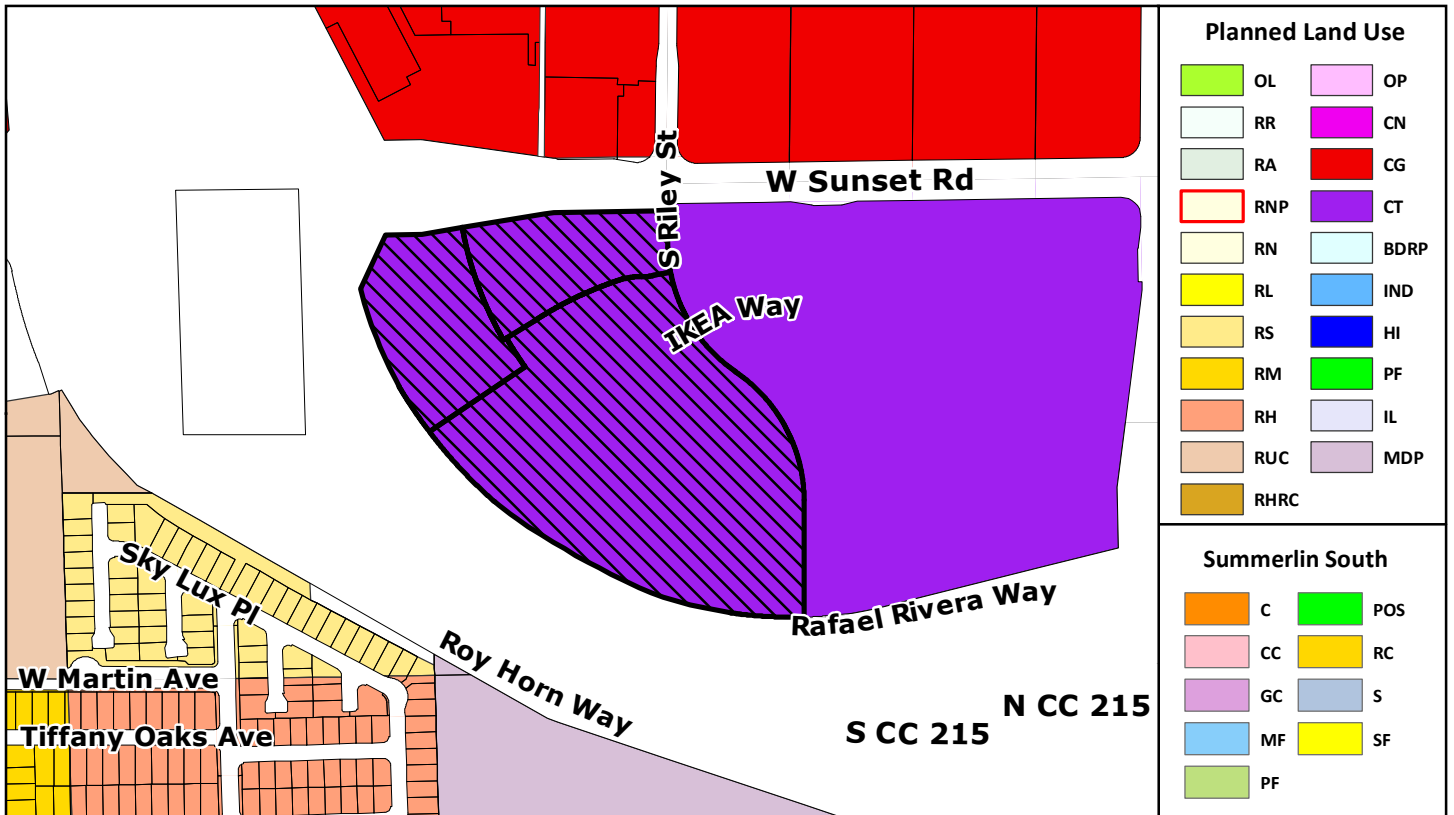 W Sunset Rd
S Riley St
IKEA Way
Rafael Rivera Way
Sky Lux Pl
Roy Horn Way
W Martin Ave
Tiffany Oaks Ave
S CC 215
N CC 215
Planned Land Use
OL
OP
RR
CN
RA
CG
RNP
CT
RN
BDRP
RL
IND
RS
HI
RM
PF
RH
IL
RUC
MDP
RHRC
Summerlin South
C
POS
CC
RC
GC
S
MF
SF
PF